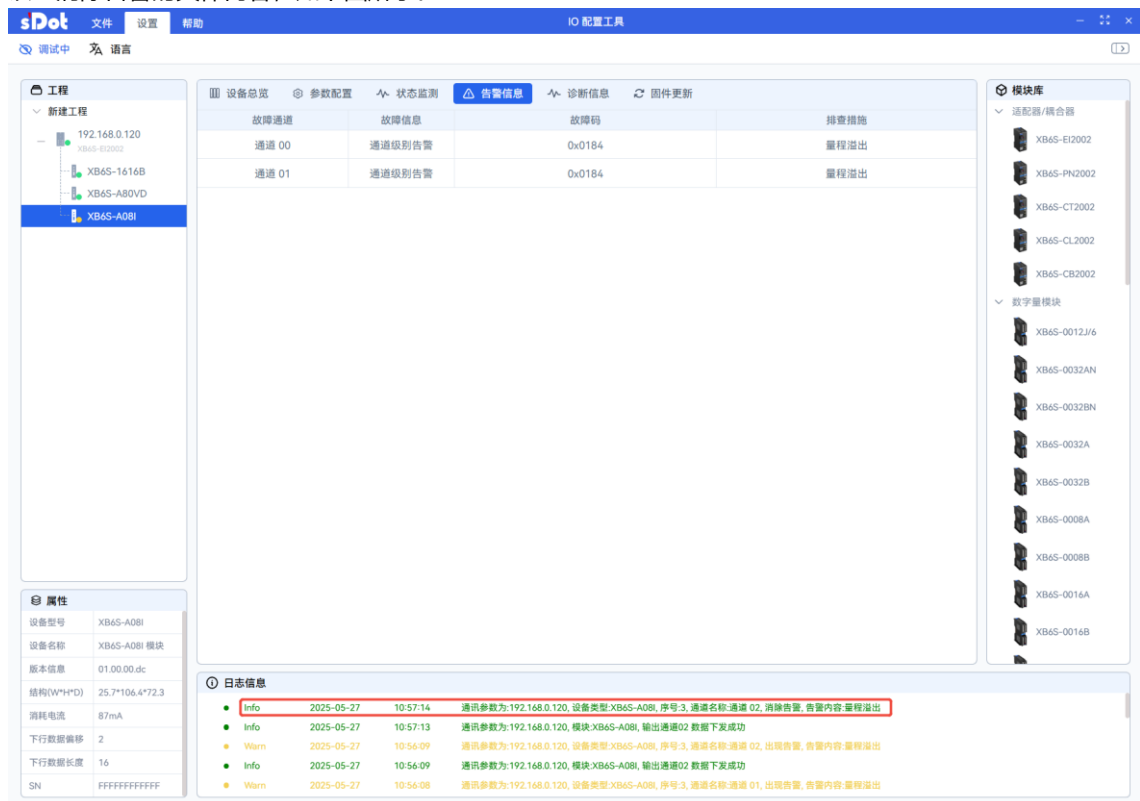 sDot 文件 设置 帮助 IO 配置工具
调试中 语言
工程
新建工程
192.168.0.120
XB6S-EI2002
XB6S-1616B
XB6S-A80VD
XB6S-A08I
设备总览 参数配置 状态监测 告警信息 诊断信息 固件更新
故障通道 故障信息 故障码 排查措施
通道 00 通道级别告警 0x0184 量程溢出
通道 01 通道级别告警 0x0184 量程溢出
模块库
适配器/耦合器
XB6S-EI2002
XB6S-PN2002
XB6S-CT2002
XB6S-CL2002
XB6S-CB2002
数字量模块
XB6S-0012J/6
XB6S-0032AN
XB6S-0032BN
XB6S-0032A
XB6S-0032B
XB6S-0008A
XB6S-0008B
XB6S-0016A
XB6S-0016B
属性
设备型号 XB6S-A08I
设备名称 XB6S-A08I 模块
版本信息 01.00.00.dc
结构(W*H*D) 25.7*106.4*72.3
消耗电流 87mA
下行数据偏移 2
下行数据长度 16
SN FFFFFFFFFFFF
日志信息
Info 2025-05-27 10:57:14 通讯参数为:192.168.0.120, 设备类型:XB6S-A08I, 序号:3, 通道名称:通道 02, 消除告警, 告警内容:量程溢出
Info 2025-05-27 10:57:13 通讯参数为:192.168.0.120, 模块:XB6S-A08I, 输出通道02 数据下发成功
Warn 2025-05-27 10:56:09 通讯参数为:192.168.0.120, 设备类型:XB6S-A08I, 序号:3, 通道名称:通道 02, 出现告警, 告警内容:量程溢出
Info 2025-05-27 10:56:09 通讯参数为:192.168.0.120, 模块:XB6S-A08I, 输出通道02 数据下发成功
Warn 2025-05-27 10:56:08 通讯参数为:192.168.0.120, 设备类型:XB6S-A08I, 序号:3, 通道名称:通道 01, 出现告警, 告警内容:量程溢出